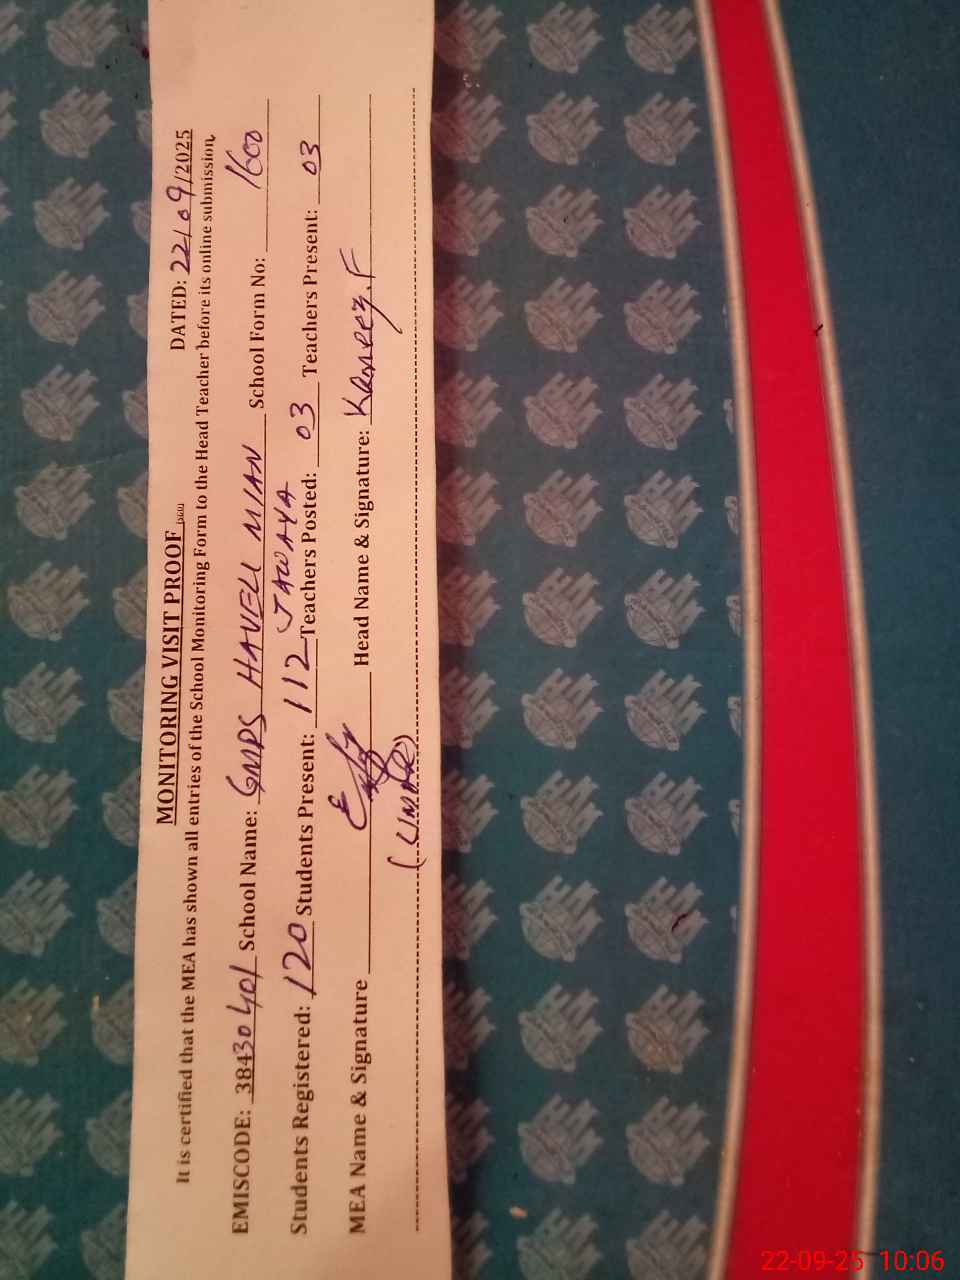 MONITORING VISIT PROOF
DATED: 22/09/2025
It is certified that the MEA has shown all entries of the School Monitoring Form to the Head Teacher before its online submission.
EMISCODE: 38430401 School Name: GMPS HAVELI MIAN JAWAYA School Form No: 1600
Students Registered: 120 Students Present: 112 Teachers Posted: 03 Teachers Present: 03
MEA Name & Signature Head Name & Signature: Kaneez.F
(UMAR)
22-09-25 10:06